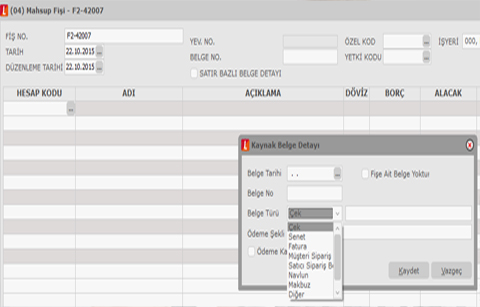 (04) Mahsup Fişi - F2-42007
FİŞ NO. F2-42007 YEV. NO. ÖZEL KOD İŞYERİ 000,
TARİH 22.10.2015 BELGE NO. YETKİ KODU
DÜZENLEME TARİHİ 22.10.2015 SATIR BAZLI BELGE DETAYI
HESAP KODU ADI AÇIKLAMA DÖVİZ BORÇ ALACAK
Kaynak Belge Detayı
Belge Tarihi . . Fişe Ait Belge Yoktur
Belge No
Belge Türü Çek
Ödeme Şekli Çek
Senet
Fatura
Ödeme Ka Müşteri Sipariş
Satıcı Sipariş Be
Navlun
Makbuz
Diğer
Kaydet Vazgeç